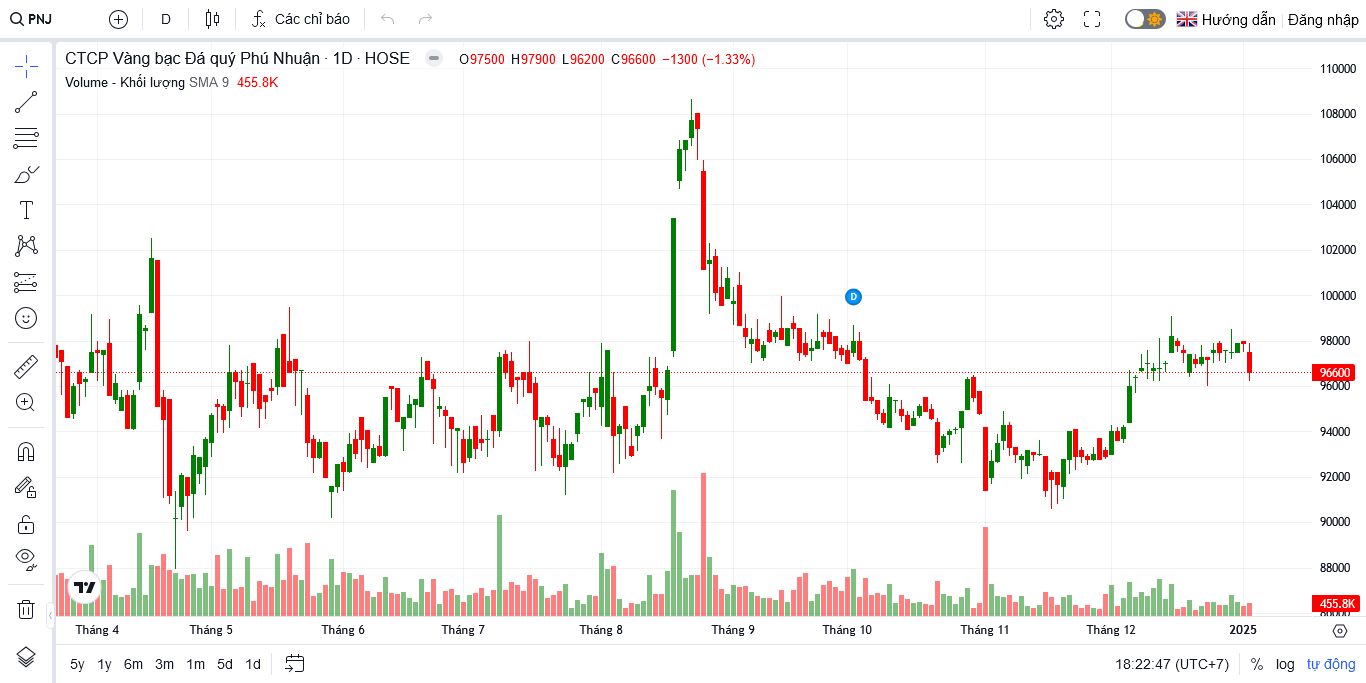 PNJ D Các chỉ báo Hướng dẫn Đăng nhập
CTCP Vàng bạc Đá quý Phú Nhuận · 1D · HOSE O97500 H97900 L96200 C96600 −1300 (−1.33%)
Volume - Khối lượng SMA 9 455.8K
110000
108000
106000
104000
102000
100000
D
98000
96600
96000
94000
92000
90000
88000
455.8K
Tháng 4 Tháng 5 Tháng 6 Tháng 7 Tháng 8 Tháng 9 Tháng 10 Tháng 11 Tháng 12 2025
5y 1y 6m 3m 1m 5d 1d 18:22:47 (UTC+7) % log tự động